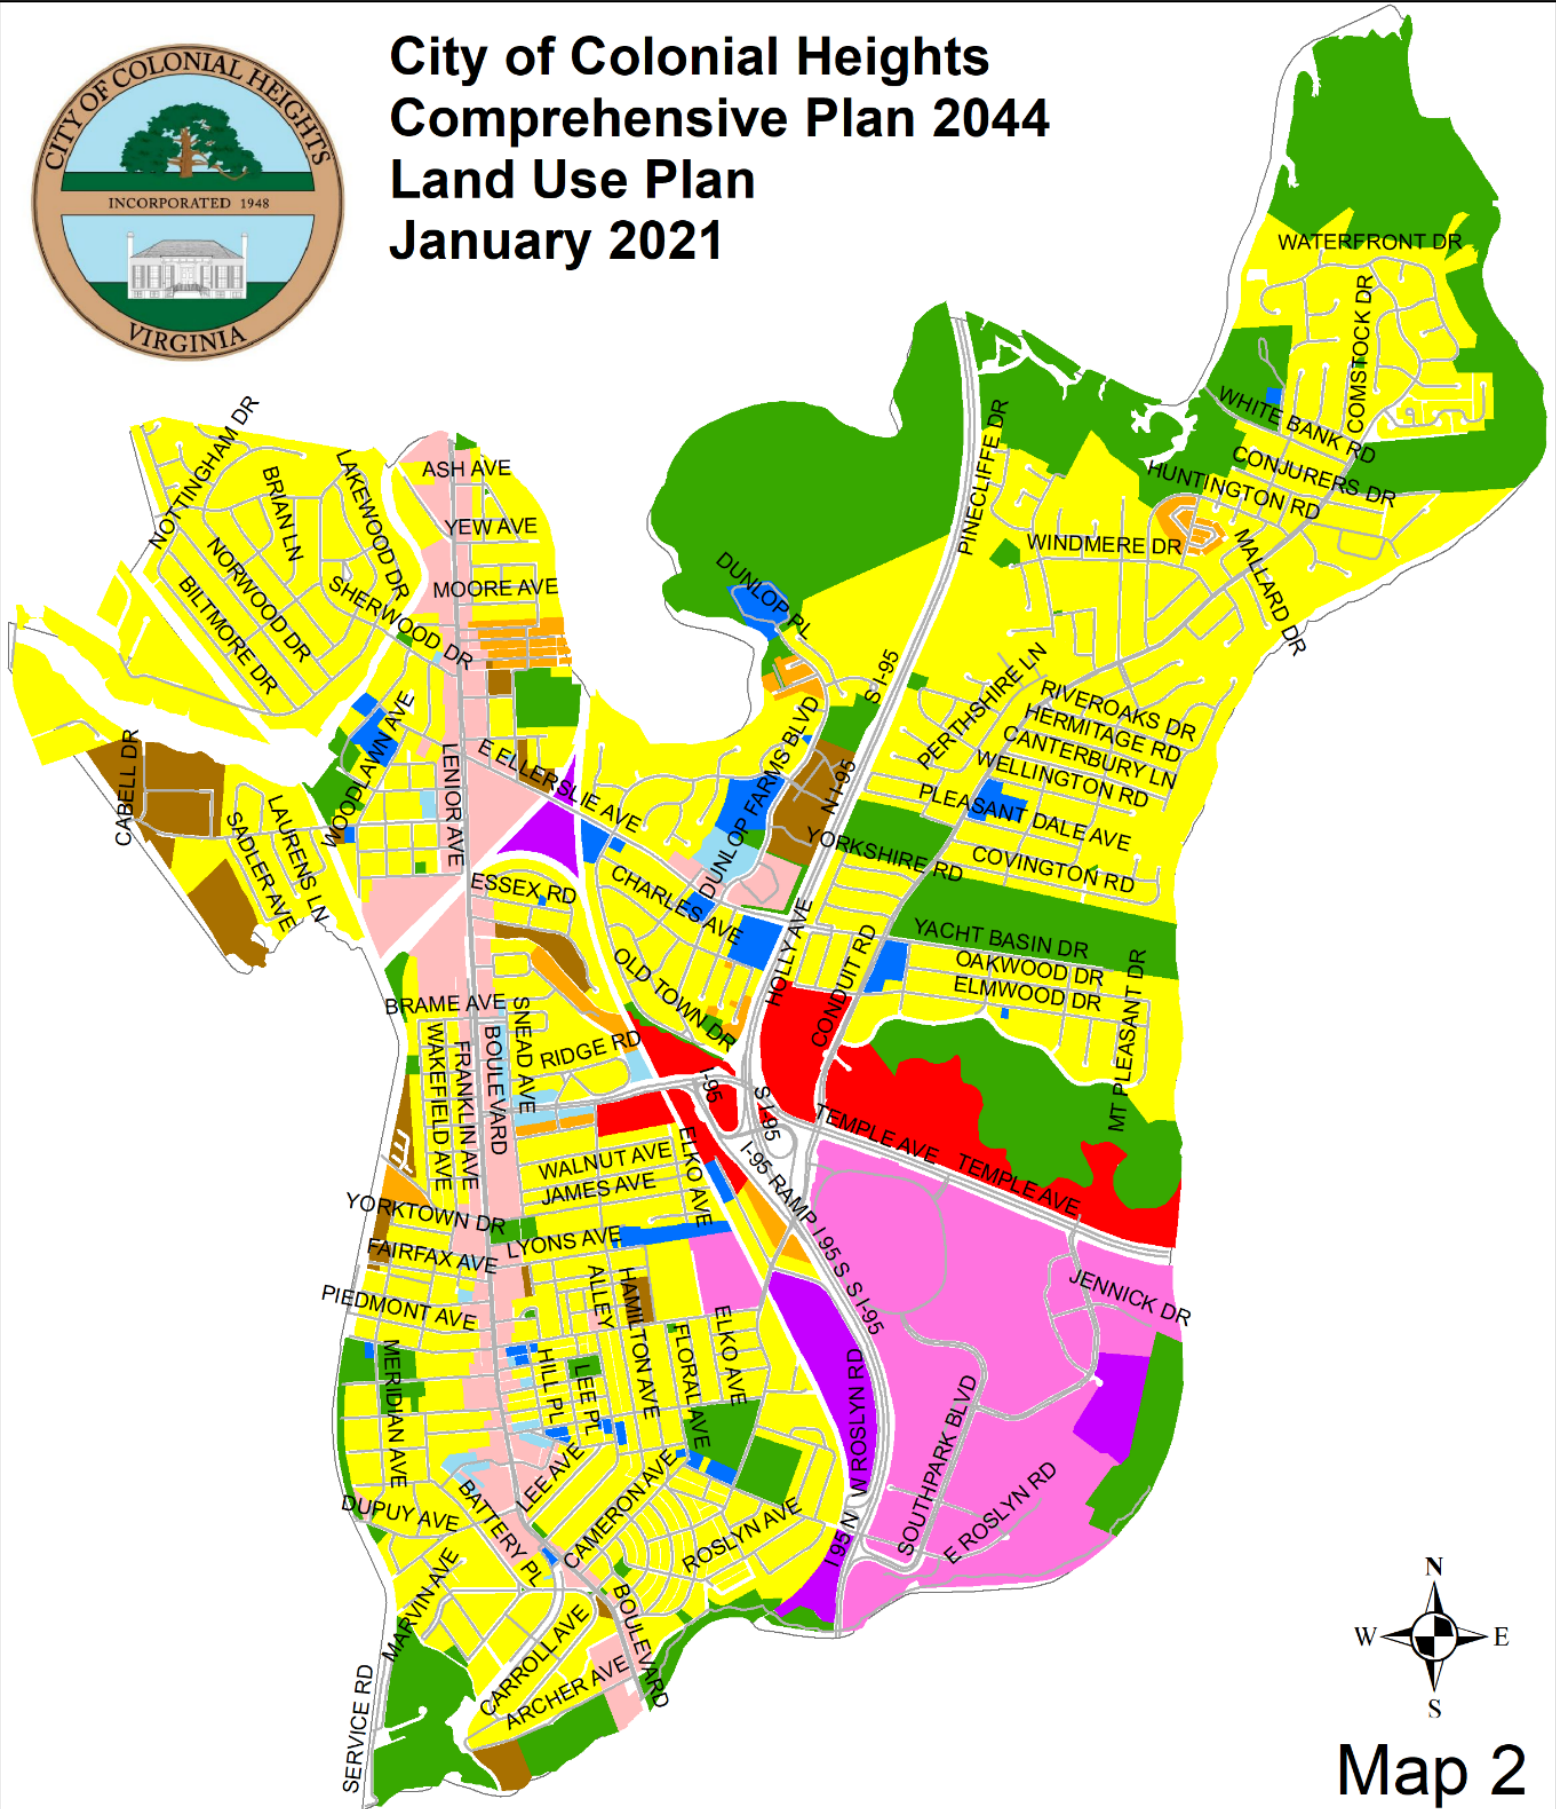 City of Colonial Heights
Comprehensive Plan 2044
Land Use Plan
January 2021
CITY OF COLONIAL HEIGHTS
INCORPORATED 1948
VIRGINIA
WATERFRONT DR
COMSTOCK DR
WHITE BANK RD
CONJURERS DR
HUNTINGTON RD
PINECLIFFE DR
WINDMERE DR
MALLARD DR
NOTTINGHAM DR
BRIAN LN
LAKEWOOD DR
ASH AVE
YEW AVE
NORWOOD DR
SHERWOOD DR
MOORE AVE
BILTMORE DR
DUNLOP PL
S I-95
PERTHSHIRE LN
RIVEROAKS DR
HERMITAGE RD
CANTERBURY LN
WELLINGTON RD
PLEASANT DALE AVE
CABELL DR
WOODLAWN AVE
LENIOR AVE
E ELLERSLIE AVE
DUNLOP FARMS BLVD
N I-95
YORKSHIRE RD
COVINGTON RD
SADLER AVE
LAURENS LN
ESSEX RD
CHARLES AVE
HOLLY AVE
CONDUIT RD
YACHT BASIN DR
OAKWOOD DR
ELMWOOD DR
MT PLEASANT DR
OLD TOWN DR
BRAME AVE
SNEAD AVE
RIDGE RD
WAKEFIELD AVE
FRANKLIN AVE
BOULEVARD
I-95
S I-95
TEMPLE AVE
TEMPLE AVE
WALNUT AVE
JAMES AVE
ELKO AVE
I-95 RAMP
I 95 S
S I-95
YORKTOWN DR
LYONS AVE
FAIRFAX AVE
JENNICK DR
PIEDMONT AVE
ALLEY
HAMILTON AVE
ELKO AVE
FLORAL AVE
MERIDIAN AVE
HILL PL
LEE PL
W ROSLYN RD
SOUTHPARK BLVD
E ROSLYN RD
DUPUY AVE
BATTERY PL
LEE AVE
CAMERON AVE
ROSLYN AVE
I 95 N
MARVIN AVE
CARROLL AVE
BOULEVARD
ARCHER AVE
SERVICE RD
N
W
E
S
Map 2